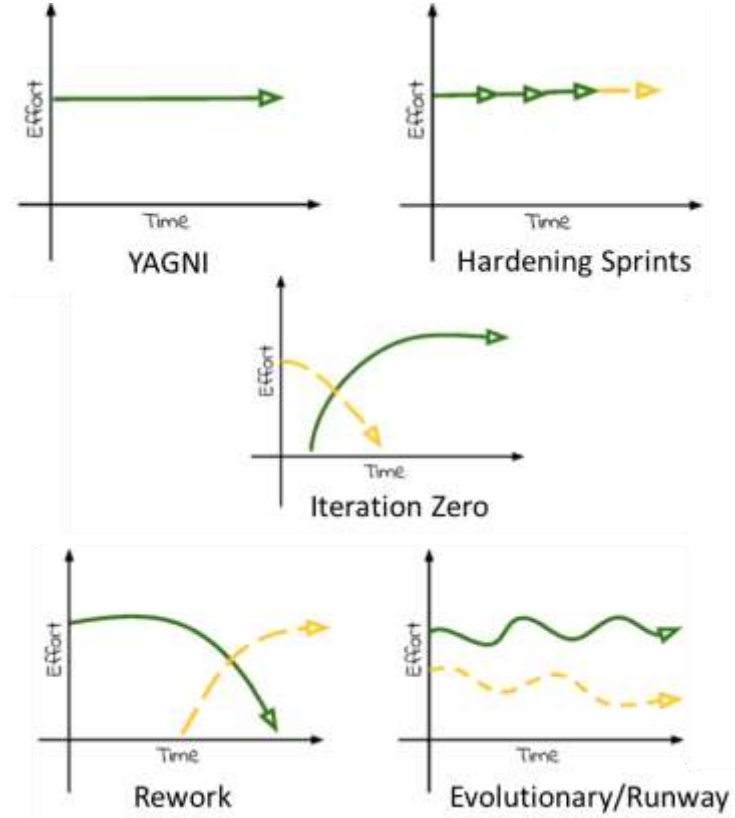 Effort
Time
YAGNI
Effort
Time
Hardening Sprints
Effort
Time
Iteration Zero
Effort
Time
Rework
Effort
Time
Evolutionary/Runway